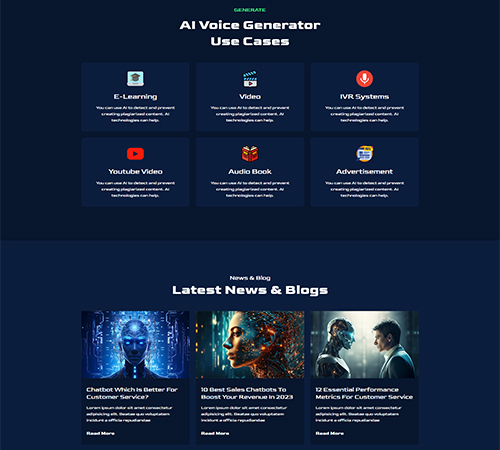 GENERATE
AI Voice Generator
Use Cases
E-Learning
Video
IVR Systems
You can use AI to detect and prevent
creating plagiarized content. AI
technologies can help.
You can use AI to detect and prevent
creating plagiarized content. AI
technologies can help.
You can use AI to detect and prevent
creating plagiarized content. AI
technologies can help.
Youtube Video
Audio Book
Advertisement
You can use AI to detect and prevent
creating plagiarized content. AI
technologies can help.
You can use AI to detect and prevent
creating plagiarized content. AI
technologies can help.
You can use AI to detect and prevent
creating plagiarized content. AI
technologies can help.
News & Blog
Latest News & Blogs
Chatbot Which Is Better For
Customer Service?
Lorem ipsum dolor sit amet consectetur
adipisicing elit. Beatae quo voluptatem
incidunt a officia repudiandae
Read More
10 Best Sales Chatbots To
Boost Your Revenue In 2023
Lorem ipsum dolor sit amet consectetur
adipisicing elit. Beatae quo voluptatem
incidunt a officia repudiandae
Read More
12 Essential Performance
Metrics For Customer Service
Lorem ipsum dolor sit amet consectetur
adipisicing elit. Beatae quo voluptatem
incidunt a officia repudiandae
Read More